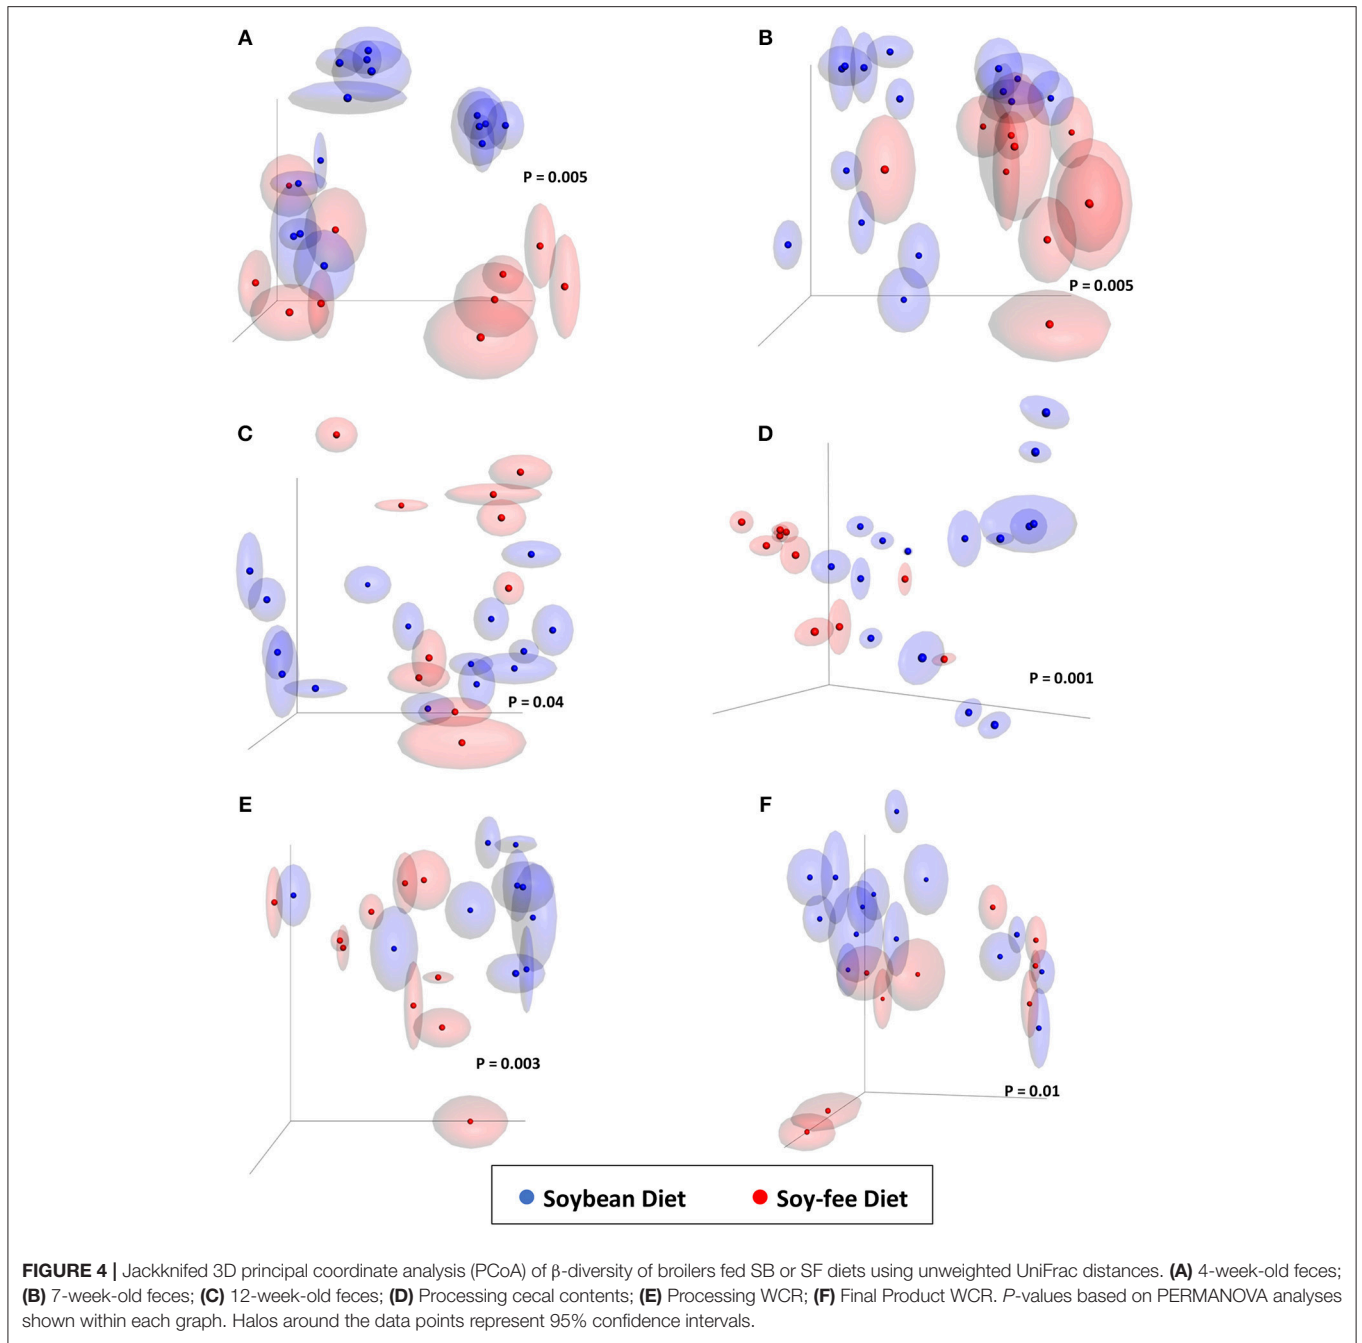 A
B
P = 0.005
P = 0.005
C
D
P = 0.04
P = 0.001
E
F
P = 0.003
P = 0.01
Soybean Diet
Soy-fee Diet
FIGURE 4 | Jackknifed 3D principal coordinate analysis (PCoA) of β-diversity of broilers fed SB or SF diets using unweighted UniFrac distances. (A) 4-week-old feces;
(B) 7-week-old feces; (C) 12-week-old feces; (D) Processing cecal contents; (E) Processing WCR; (F) Final Product WCR. P-values based on PERMANOVA analyses
shown within each graph. Halos around the data points represent 95% confidence intervals.